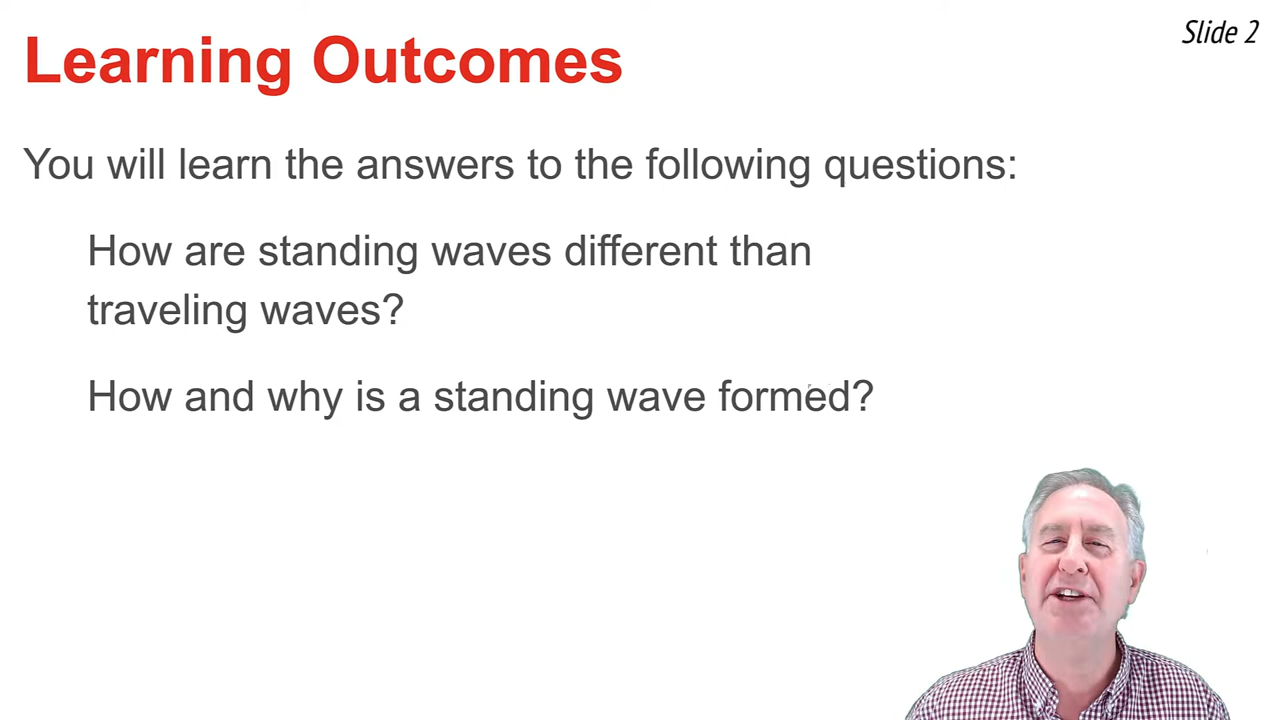 Slide 2
Learning Outcomes
You will learn the answers to the following questions:
How are standing waves different than
traveling waves?
How and why is a standing wave formed?